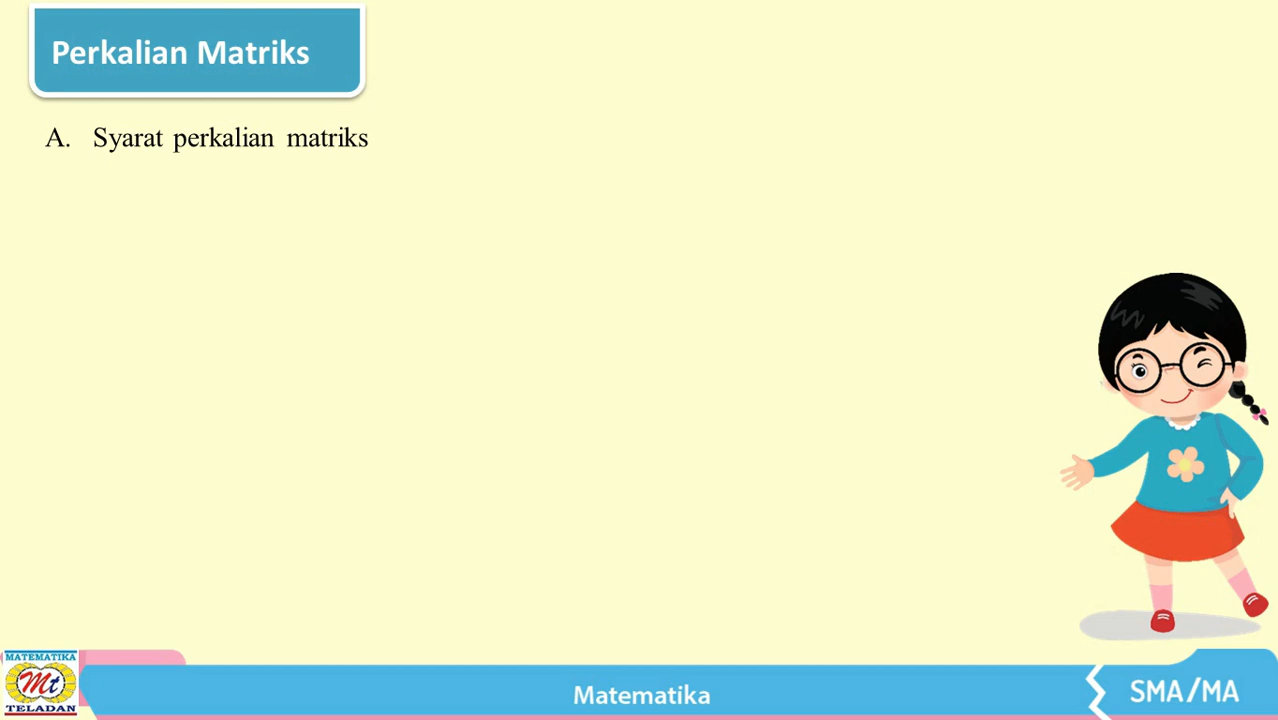 Perkalian Matriks
A. Syarat perkalian matriks
MATEMATIKA
Mt
TELADAN
Matematika
SMA/MA